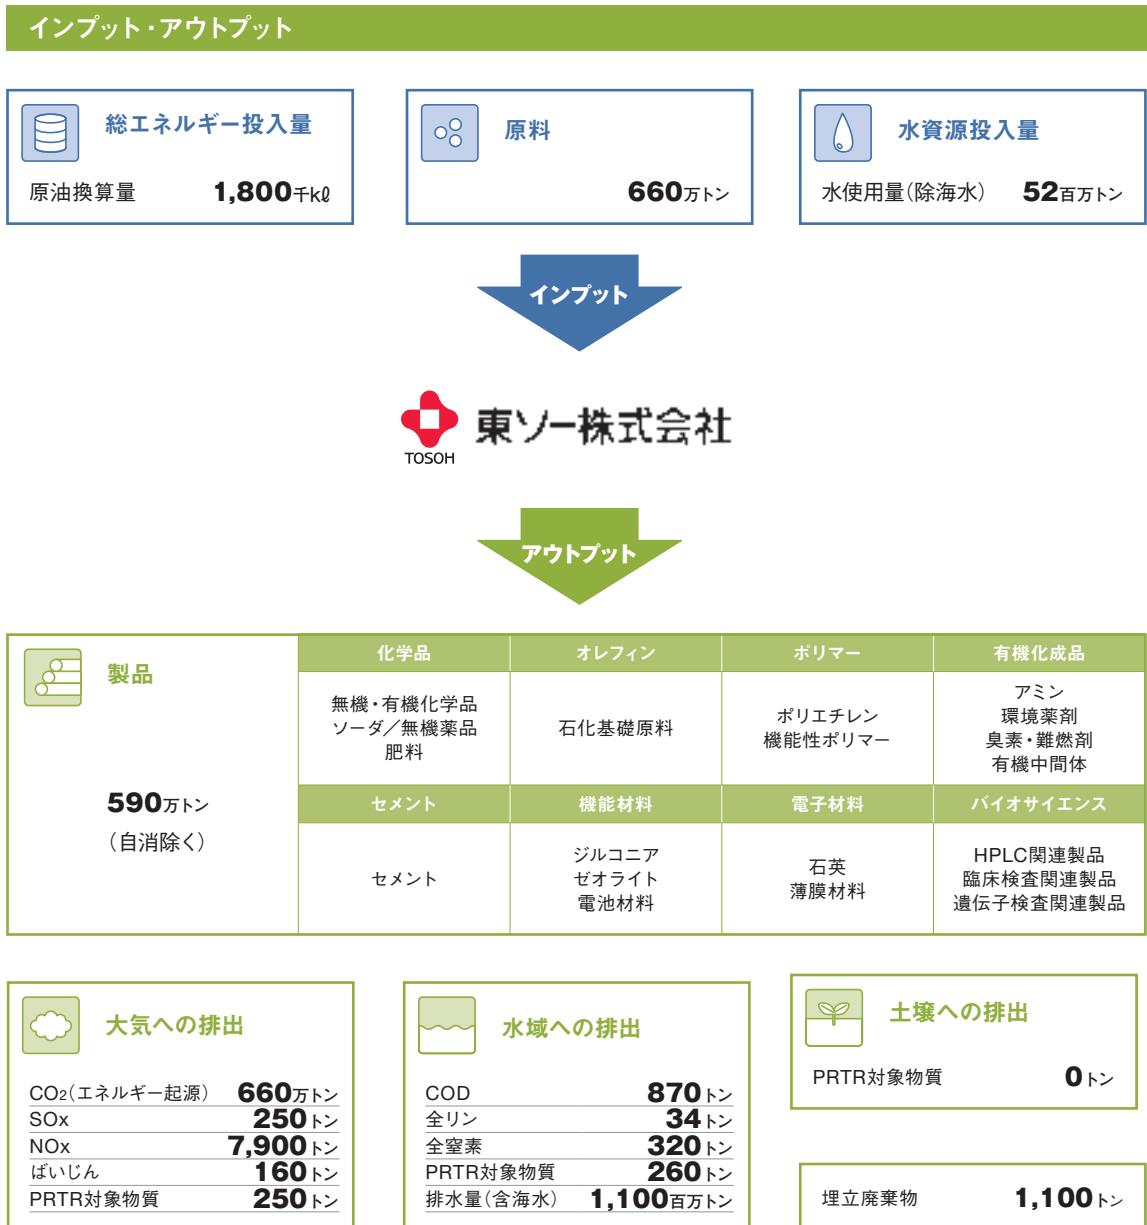 インプット・アウトプット
総エネルギー投入量
原油換算量 1,800千kℓ
原料
660万トン
水資源投入量
水使用量(除海水) 52百万トン
インプット
TOSOH
東ソー株式会社
アウトプット
製品
590万トン
(自消除く)
化学品 オレフィン ポリマー 有機化成品
無機・有機化学品
ソーダ/無機薬品
肥料
石化基礎原料
ポリエチレン
機能性ポリマー
アミン
環境薬剤
臭素・難燃剤
有機中間体
セメント 機能材料 電子材料 バイオサイエンス
セメント
ジルコニア
ゼオライト
電池材料
石英
薄膜材料
HPLC関連製品
臨床検査関連製品
遺伝子検査関連製品
大気への排出
CO2(エネルギー起源) 660万トン
SOx 250トン
NOx 7,900トン
ばいじん 160トン
PRTR対象物質 250トン
水域への排出
COD 870トン
全リン 34トン
全窒素 320トン
PRTR対象物質 260トン
排水量(含海水) 1,100百万トン
土壌への排出
PRTR対象物質 0トン
埋立廃棄物 1,100トン